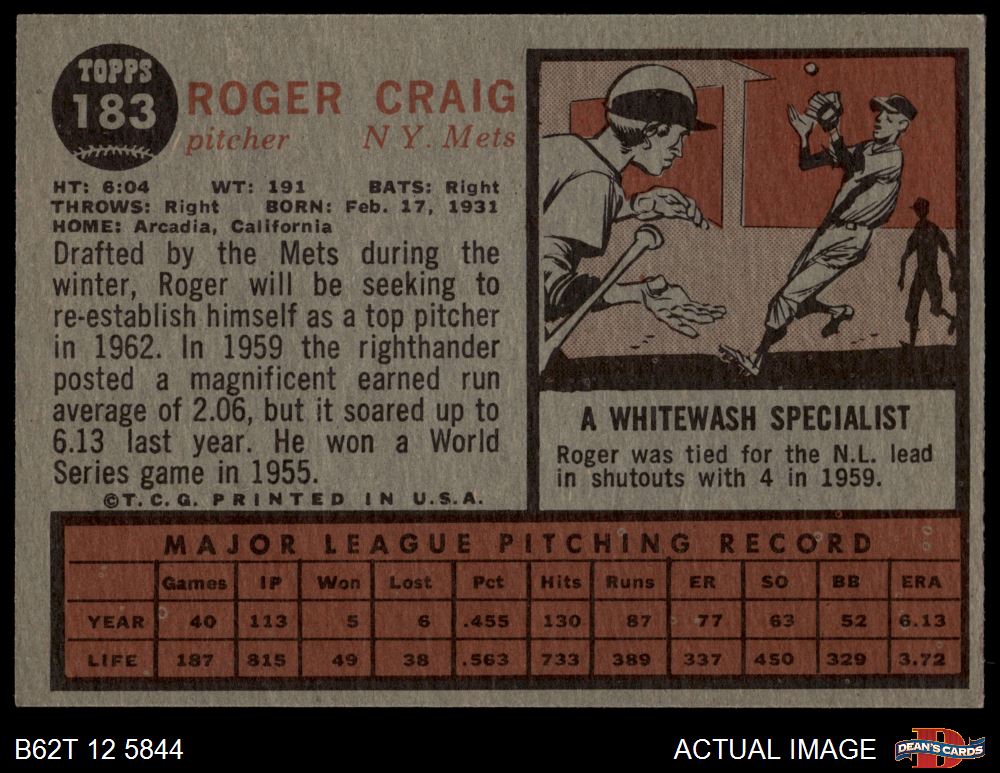 TOPPS
183
ROGER CRAIG
pitcher N Y. Mets
HT: 6:04 WT: 191 BATS: Right
THROWS: Right BORN: Feb. 17, 1931
HOME: Arcadia, California
Drafted by the Mets during the
winter, Roger will be seeking to
re-establish himself as a top pitcher
in 1962. In 1959 the righthander
posted a magnificent earned run
average of 2.06, but it soared up to
6.13 last year. He won a World
Series game in 1955.
©T.C.G. PRINTED IN U.S.A.
A WHITEWASH SPECIALIST
Roger was tied for the N.L. lead
in shutouts with 4 in 1959.
MAJOR LEAGUE PITCHING RECORD
Games IP Won Lost Pct Hits Runs ER SO BB ERA
YEAR 40 113 5 6 .455 130 87 77 63 52 6.13
LIFE 187 815 49 38 .563 733 389 337 450 329 3.72
B62T 12 5844
ACTUAL IMAGE
DEAN'S CARDS